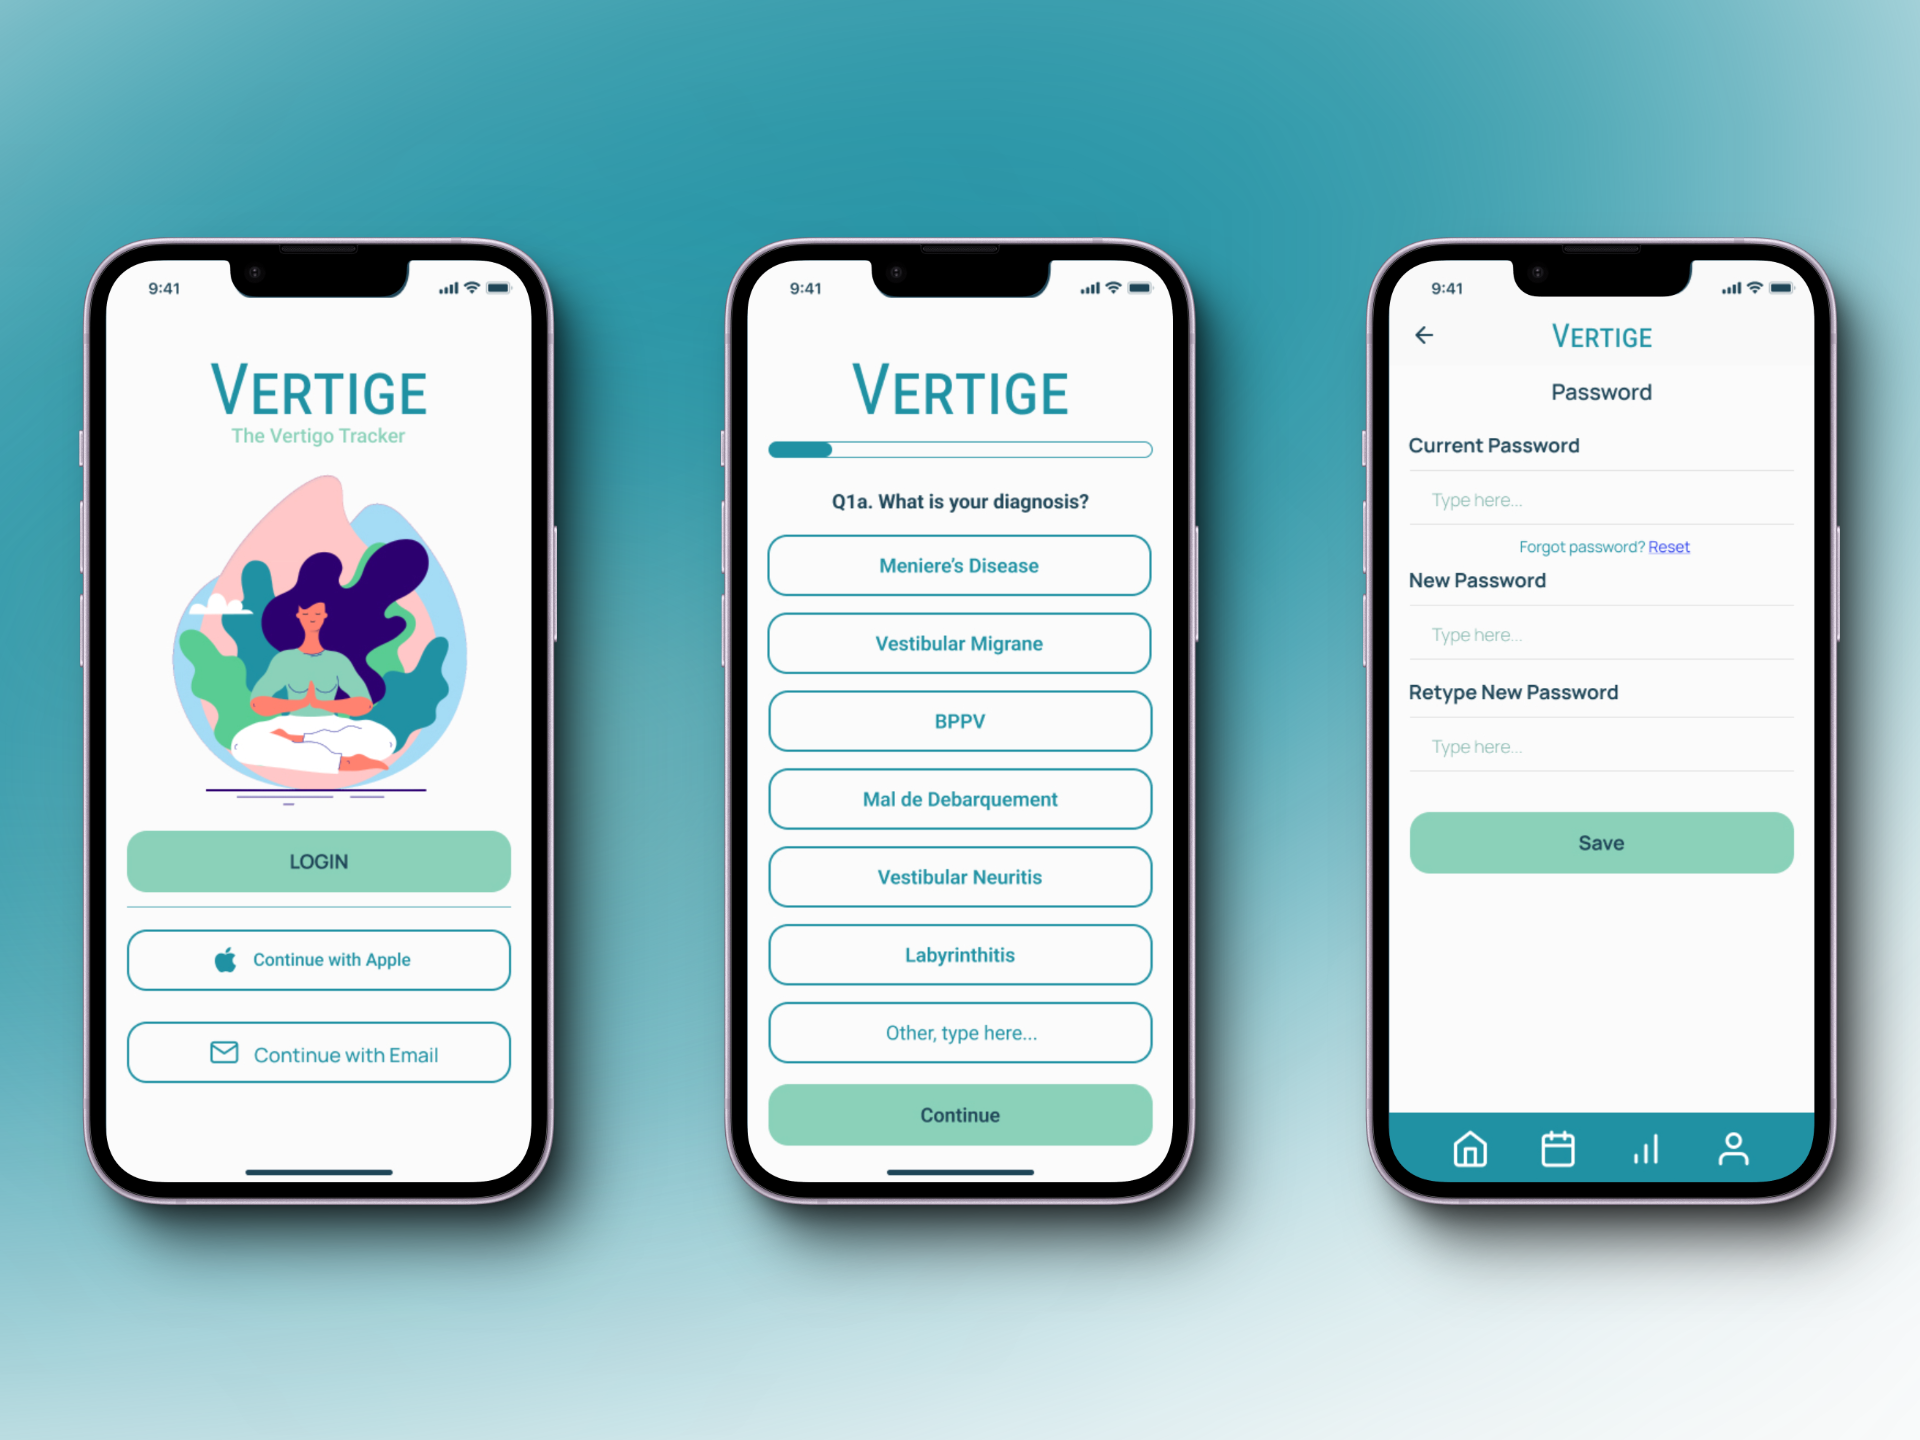 9:41
VERTIGE
The Vertigo Tracker
LOGIN
Continue with Apple
Continue with Email
9:41
VERTIGE
Q1a. What is your diagnosis?
Meniere's Disease
Vestibular Migrane
BPPV
Mal de Debarquement
Vestibular Neuritis
Labyrinthitis
Other, type here...
Continue
9:41
VERTIGE
Password
Current Password
Type here...
Forgot password? Reset
New Password
Type here...
Retype New Password
Type here...
Save